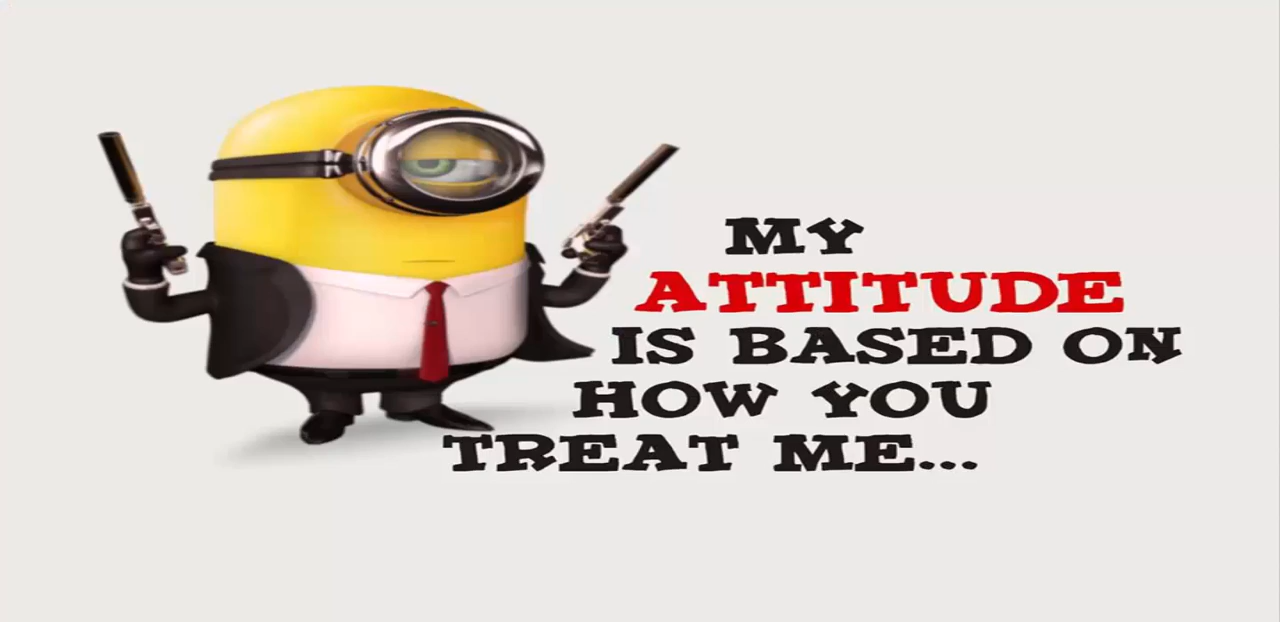 MY
ATTITUDE
IS BASED ON
HOW YOU
TREAT ME...